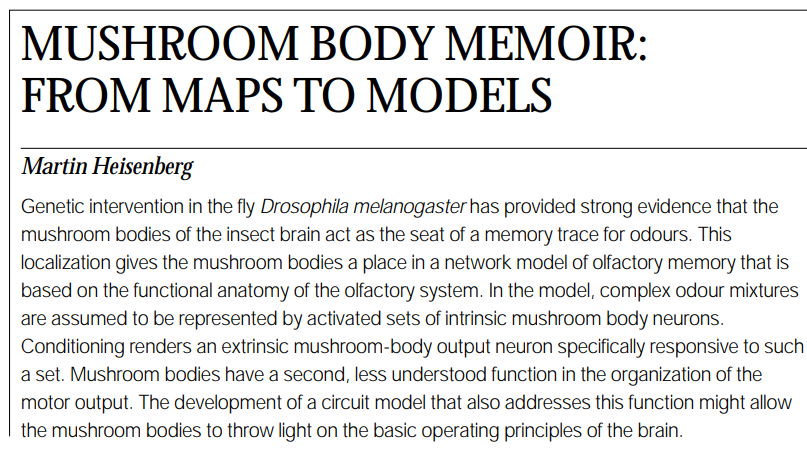 MUSHROOM BODY MEMOIR:
FROM MAPS TO MODELS
Martin Heisenberg
Genetic intervention in the fly Drosophila melanogaster has provided strong evidence that the
mushroom bodies of the insect brain act as the seat of a memory trace for odours. This
localization gives the mushroom bodies a place in a network model of olfactory memory that is
based on the functional anatomy of the olfactory system. In the model, complex odour mixtures
are assumed to be represented by activated sets of intrinsic mushroom body neurons.
Conditioning renders an extrinsic mushroom-body output neuron specifically responsive to such
a set. Mushroom bodies have a second, less understood function in the organization of the
motor output. The development of a circuit model that also addresses this function might allow
the mushroom bodies to throw light on the basic operating principles of the brain.